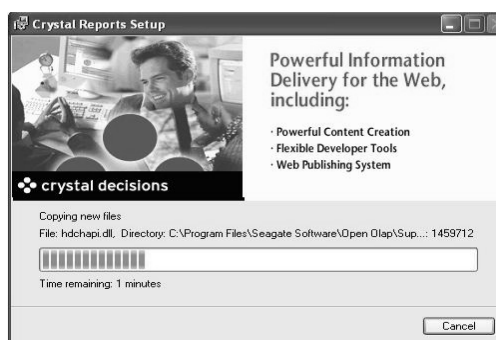 Crystal Reports Setup
Powerful Information
Delivery for the Web,
including:
· Powerful Content Creation
· Flexible Developer Tools
· Web Publishing System
crystal decisions
Copying new files
File: hdchapi.dll, Directory: C:\Program Files\Seagate Software\Open Olap\Sup...: 1459712
Time remaining: 1 minutes
Cancel